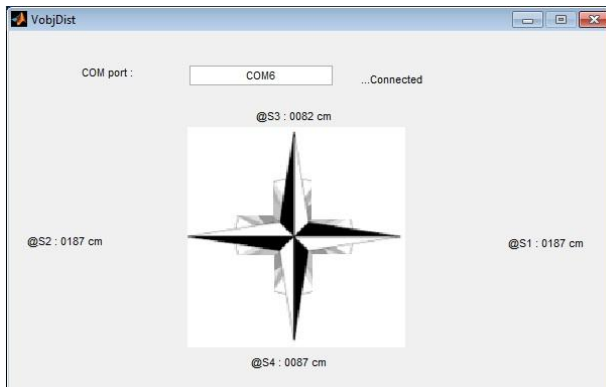 VobjDist
COM port :
COM6
...Connected
@S3 : 0082 cm
@S2 : 0187 cm
@S1 : 0187 cm
@S4 : 0087 cm